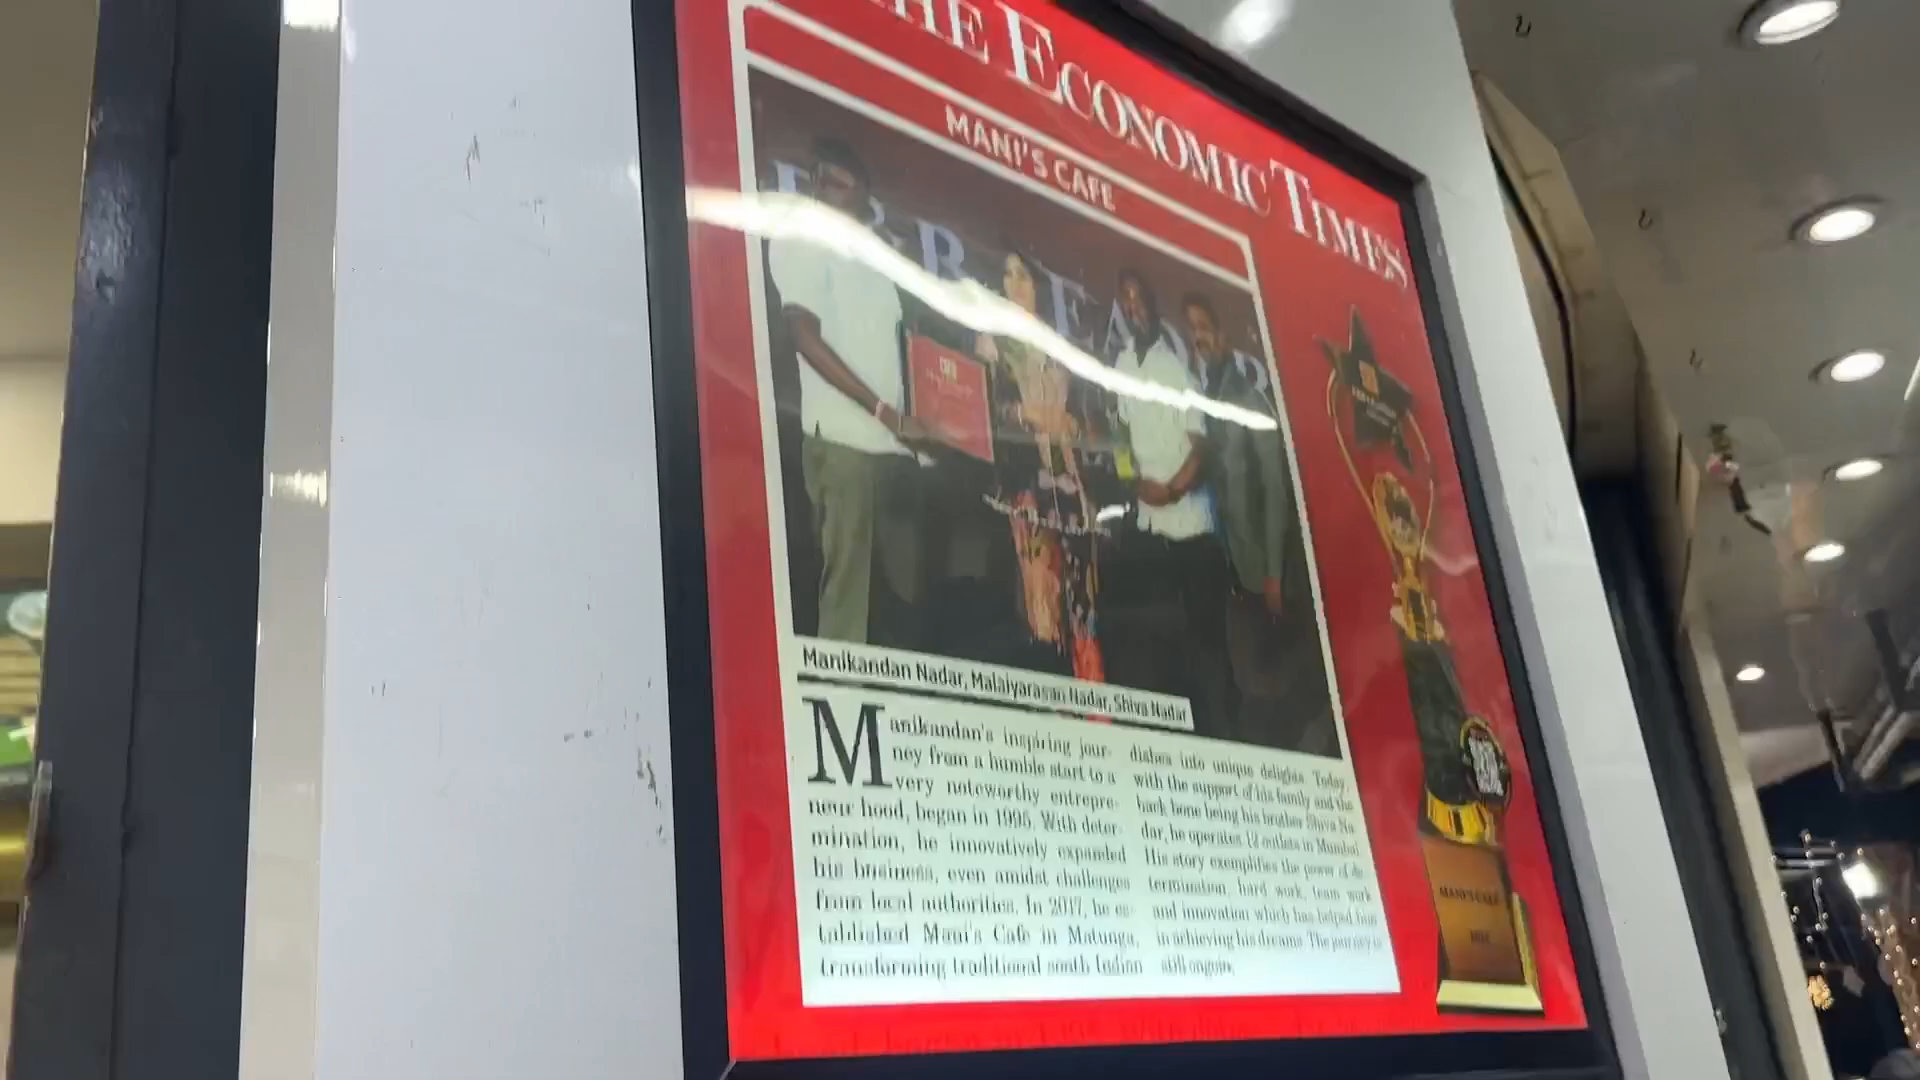 THE ECONOMIC TIMES
MANI'S CAFE
Manikandan Nadar, Malaiyarasan Nadar, Shiva Nadar
Manikandan's inspiring jour-
ney from a humble start to a
very noteworthy entrepre-
neur hood, began in 1995. With deter-
mination, he innovatively expanded
his business, even amidst challenges
from local authorities. In 2017, he es-
tablished Mani's Cafe in Matunga,
transforming traditional south Indian
dishes into unique delights. Today,
with the support of his family and the
back bone being his brother Shiva Na-
dar, he operates 12 outlets in Mumbai.
His story exemplifies the power of de-
termination, hard work, team work
and innovation which has helped him
in achieving his dreams. The journey is
still ongoin.
MANI'S CAFE